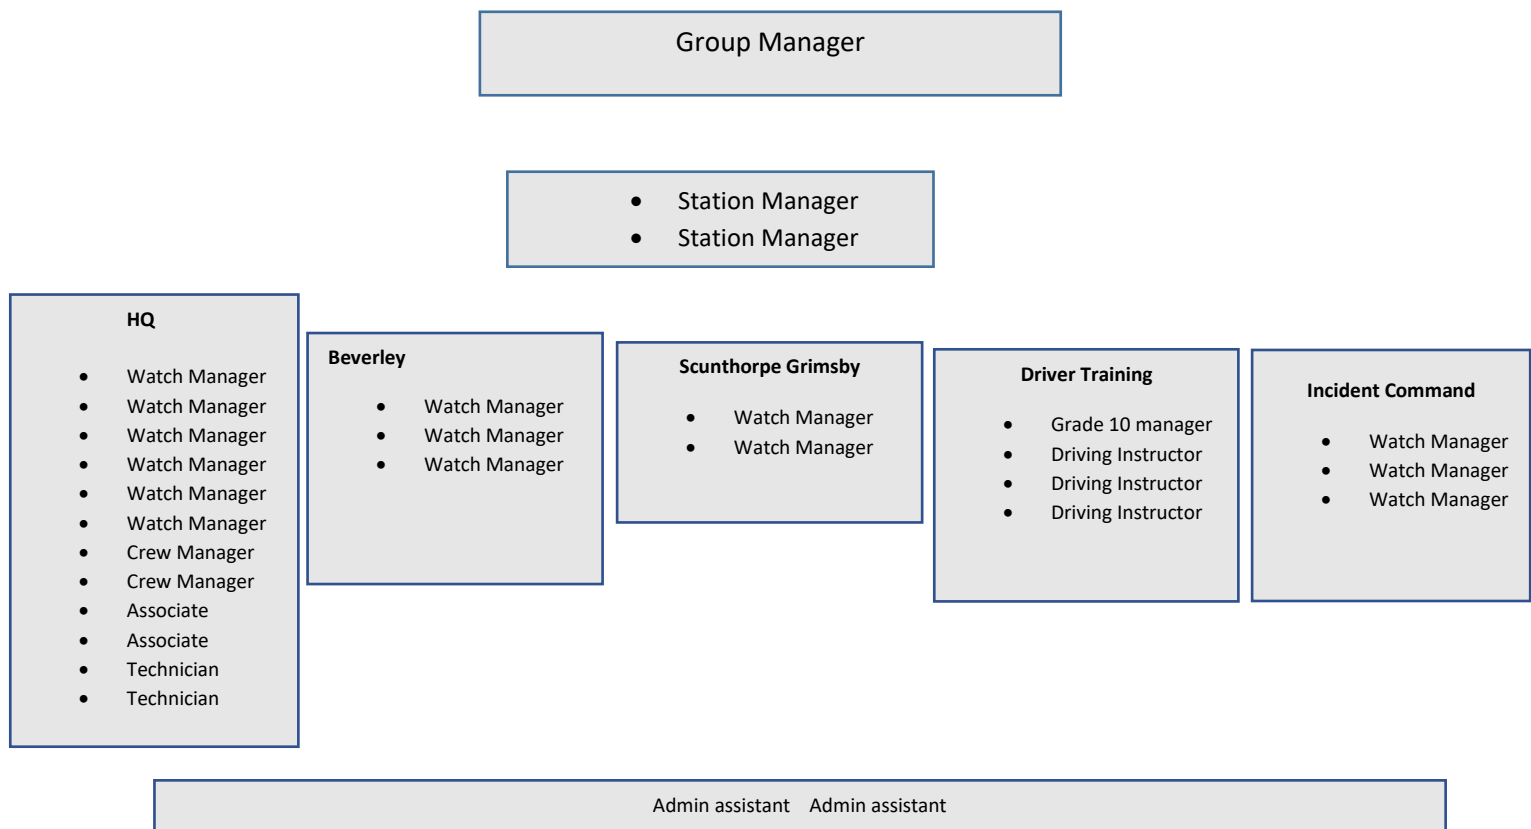 Group Manager
• Station Manager
• Station Manager
HQ
• Watch Manager
• Watch Manager
• Watch Manager
• Watch Manager
• Watch Manager
• Watch Manager
• Crew Manager
• Crew Manager
• Associate
• Associate
• Technician
• Technician
Beverley
• Watch Manager
• Watch Manager
• Watch Manager
Scunthorpe Grimsby
• Watch Manager
• Watch Manager
Driver Training
• Grade 10 manager
• Driving Instructor
• Driving Instructor
• Driving Instructor
Incident Command
• Watch Manager
• Watch Manager
• Watch Manager
Admin assistant Admin assistant